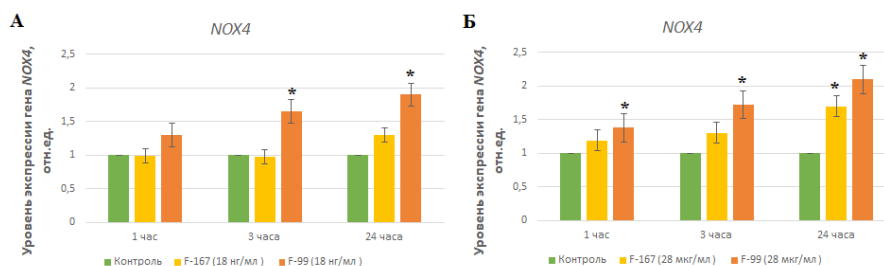 А
NOX4
Уровень экспрессии гена NOX4,
отн.ед.
2,5
2
1,5
1
0,5
0
*
*
1 час
3 часа
24 часа
Контроль
F-167 (18 нг/мл )
F-99 (18 нг/мл )
Б
NOX4
Уровень экспрессии гена NOX4,
отн.ед.
2,5
2
1,5
1
0,5
0
*
*
*
*
1 час
3 часа
24 часа
Контроль
F-167 (28 мкг/мл )
F-99 (28 мкг/мл )